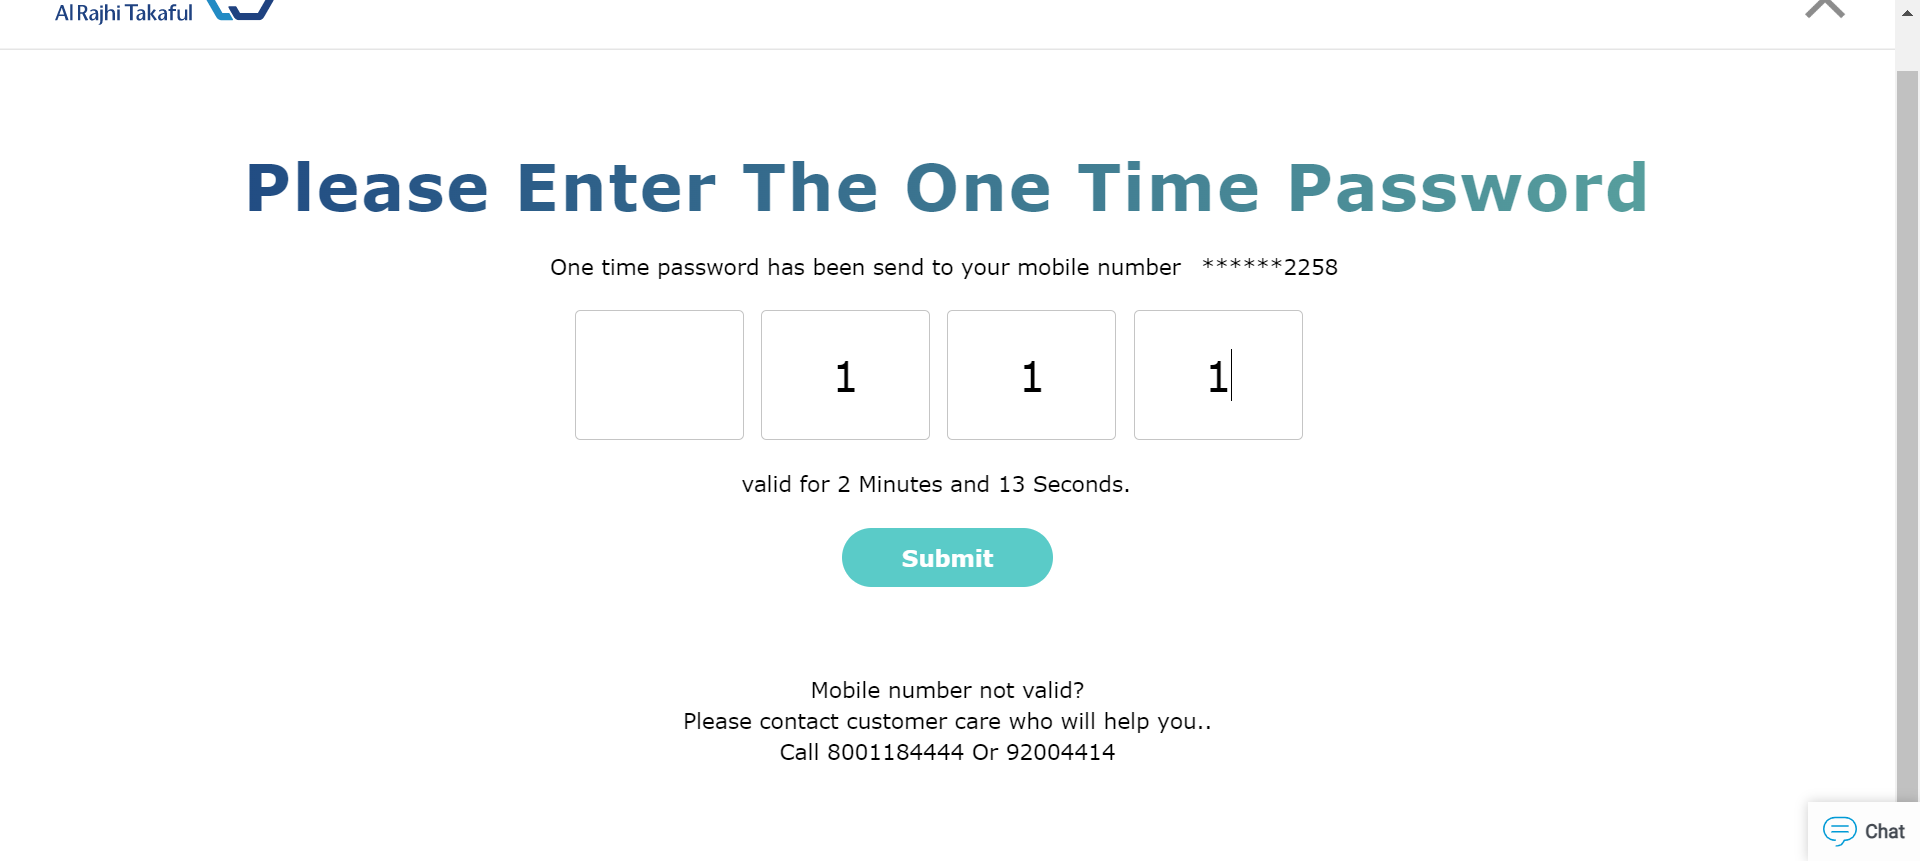 Al Rajhi Takaful
Please Enter The One Time Password
One time password has been send to your mobile number ******2258
1 1 1
valid for 2 Minutes and 13 Seconds.
Submit
Mobile number not valid?
Please contact customer care who will help you..
Call 8001184444 Or 92004414
Chat